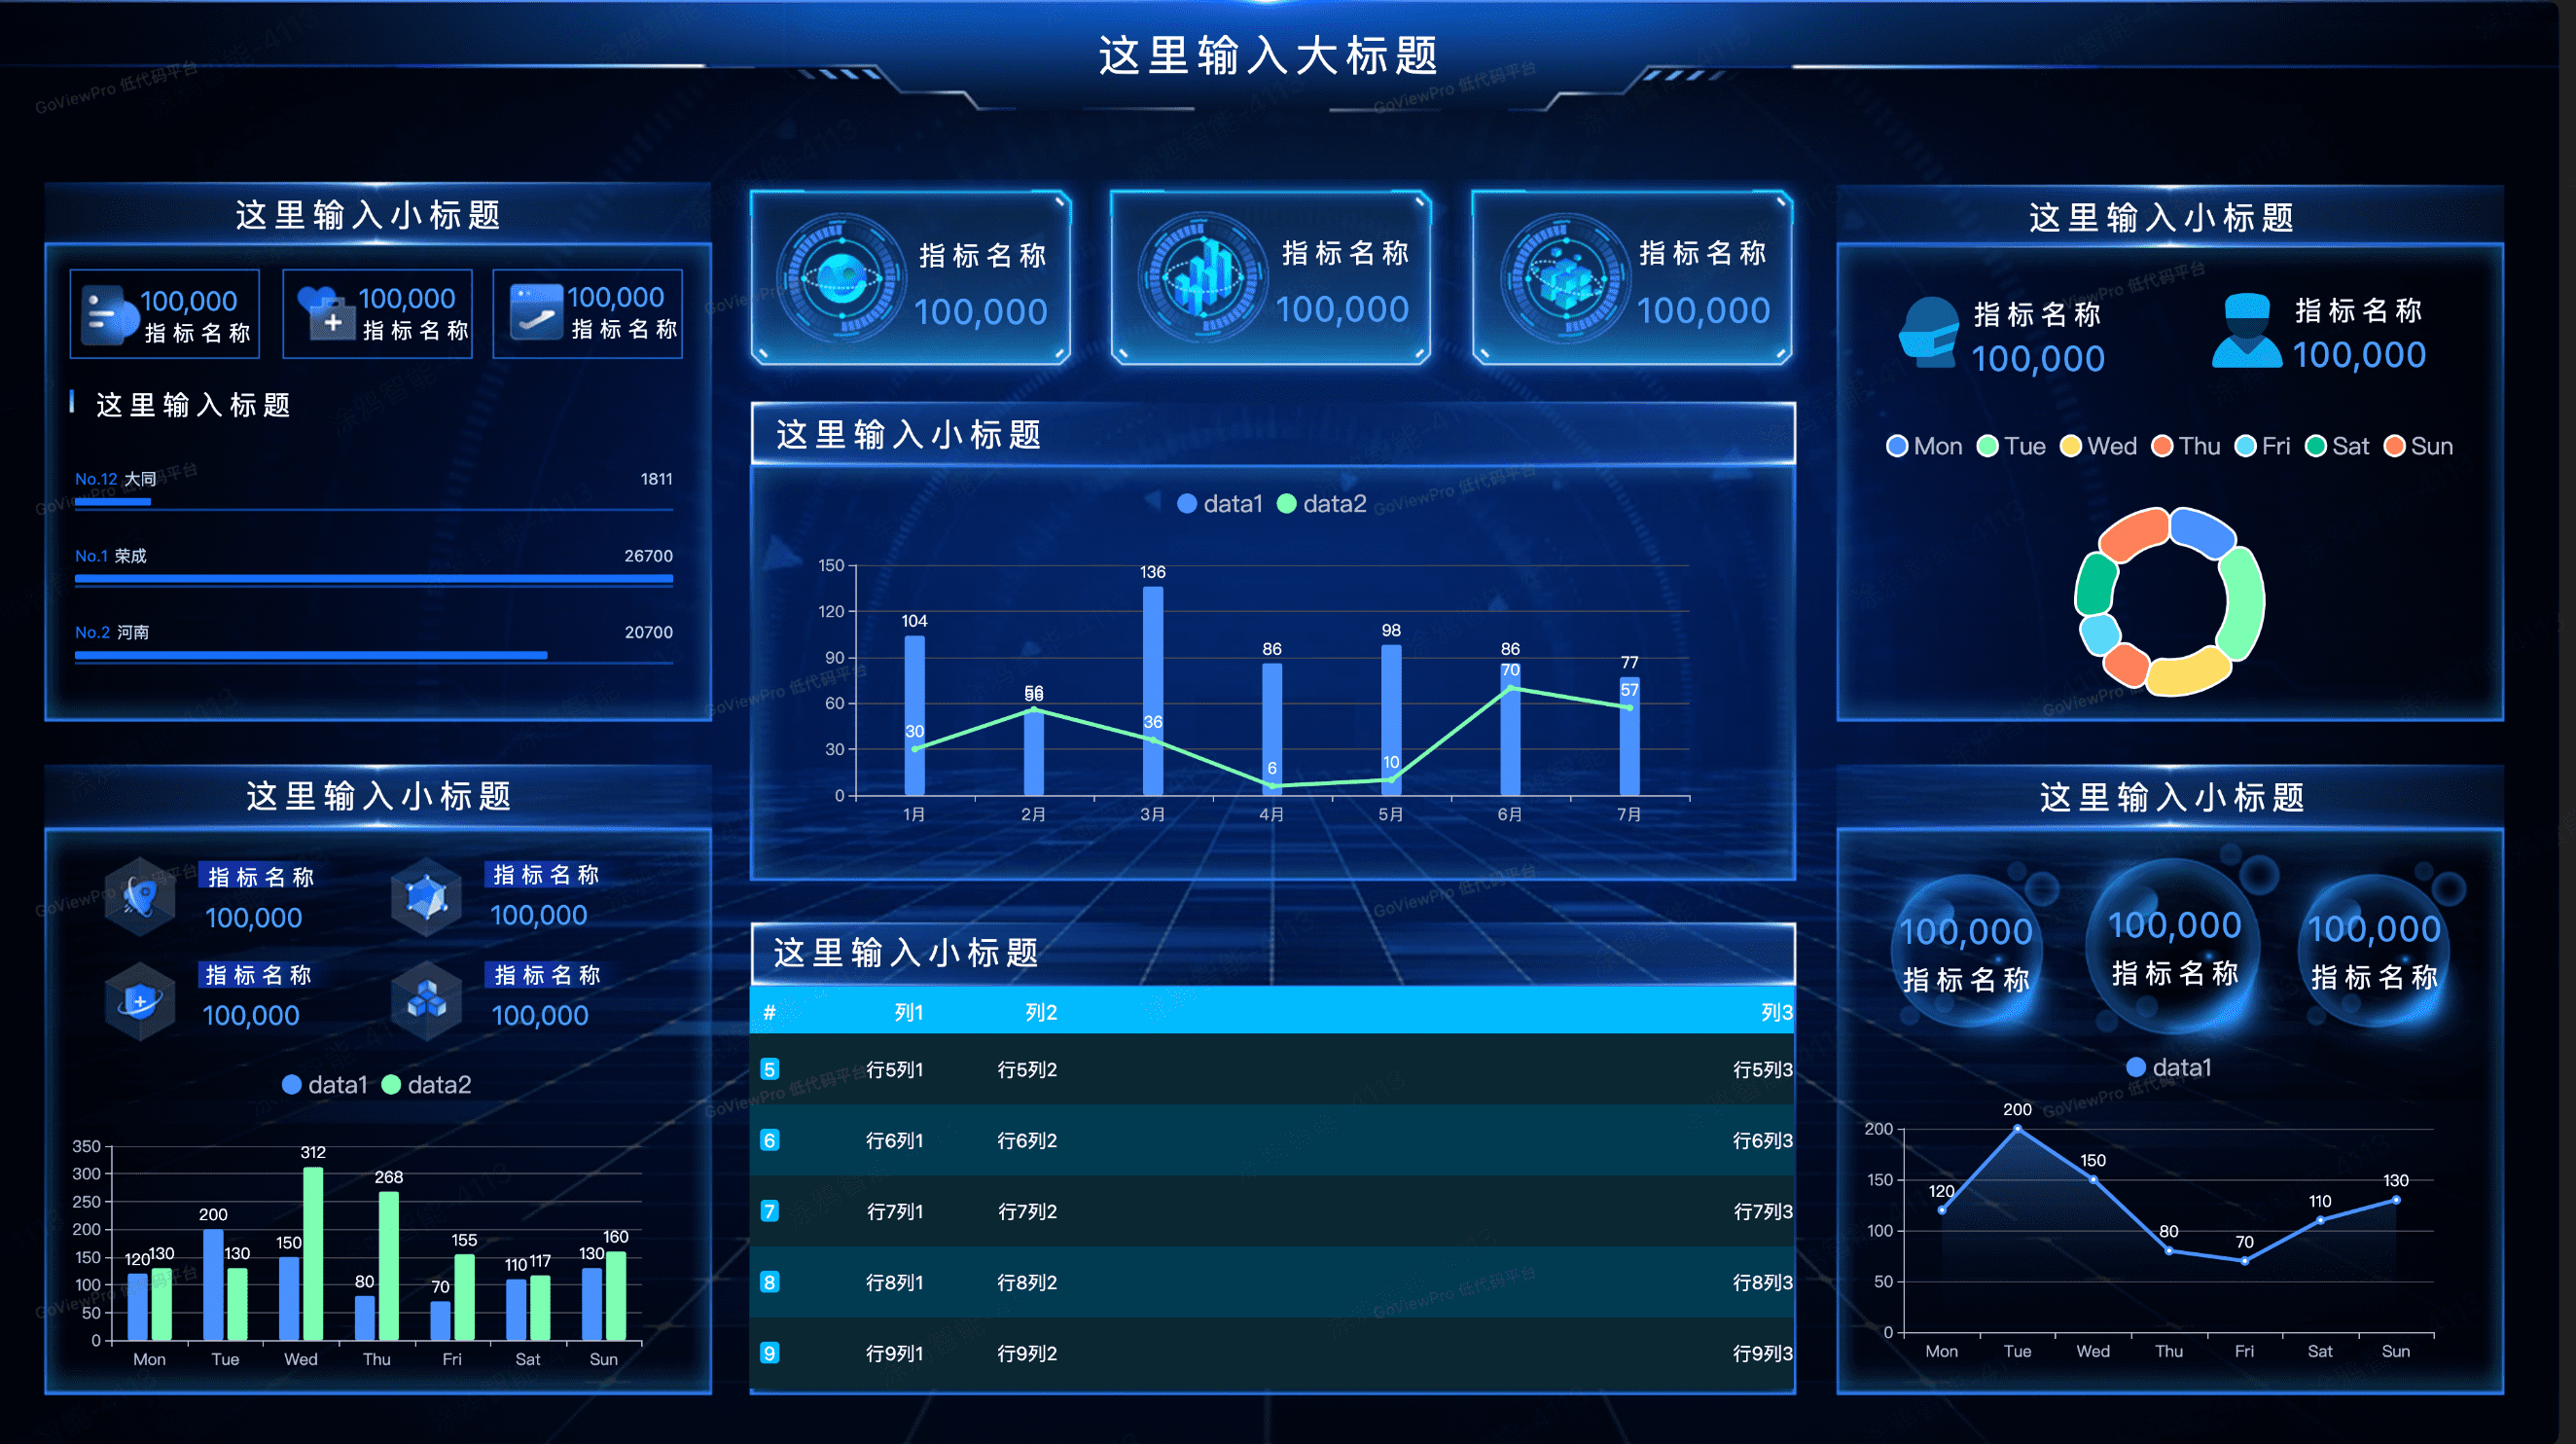 这里输入大标题
这里输入小标题
100,000
指标名称
100,000
指标名称
100,000
指标名称
这里输入标题
No.12 大同 1811
No.1 荣成 26700
No.2 河南 20700
指标名称
100,000
指标名称
100,000
指标名称
100,000
这里输入小标题
data1 data2
150
120
90
60
30
0
104 56 136 86 98 86 77
30 56 36 6 10 70 57
1月 2月 3月 4月 5月 6月 7月
这里输入小标题
指标名称
100,000
指标名称
100,000
Mon Tue Wed Thu Fri Sat Sun
这里输入小标题
指标名称
100,000
指标名称
100,000
指标名称
100,000
指标名称
100,000
data1 data2
350
300
250
200
150
100
50
0
120 130 200 130 150 312 80 268 70 155 110 117 130 160
Mon Tue Wed Thu Fri Sat Sun
这里输入小标题
# 列1 列2 列3
5 行5列1 行5列2 行5列3
6 行6列1 行6列2 行6列3
7 行7列1 行7列2 行7列3
8 行8列1 行8列2 行8列3
9 行9列1 行9列2 行9列3
这里输入小标题
100,000
指标名称
100,000
指标名称
100,000
指标名称
data1
200
150
100
50
0
120 200 150 80 70 110 130
Mon Tue Wed Thu Fri Sat Sun
GoViewPro 低代码平台